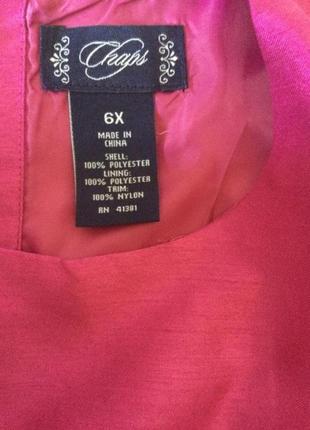 Chaps
6X
MADE IN
CHINA
SHELL:
100% POLYESTER
LINING:
100% POLYESTER
TRIM:
100% NYLON
RN 41381